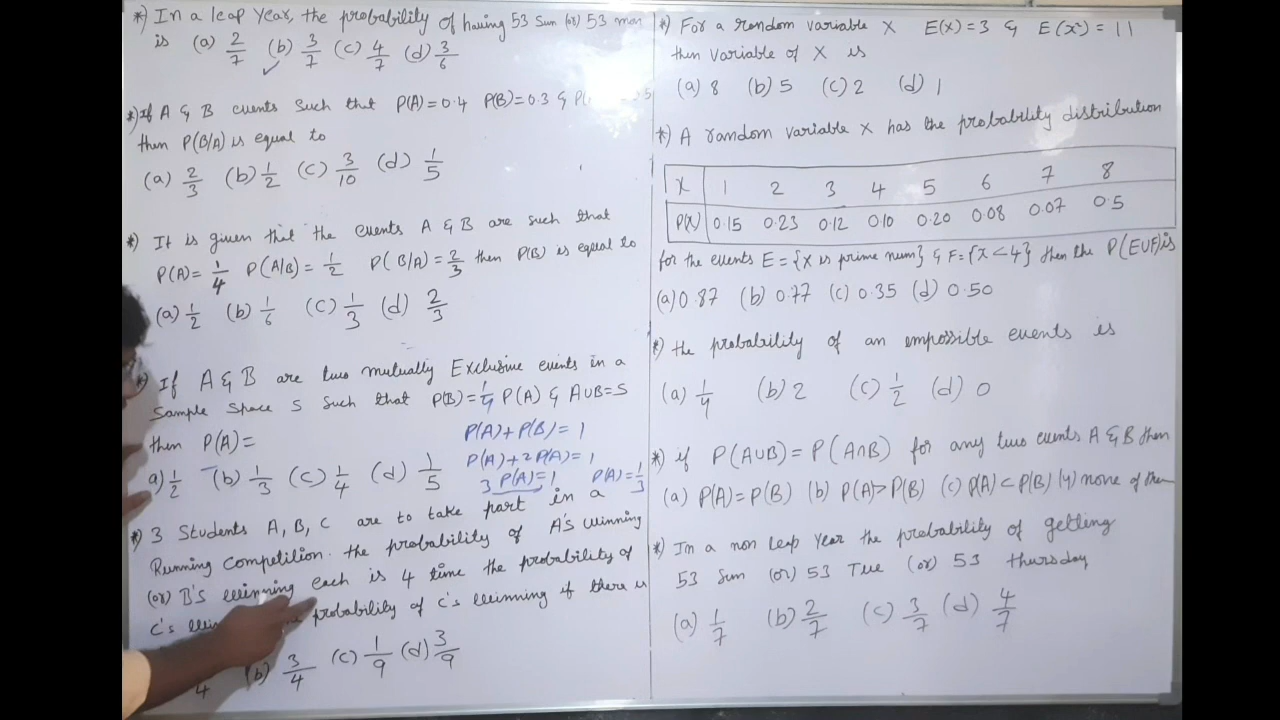 *) In a leap year, the probability of having 53 Sun (or) 53 mon
is (a) 2/7 (b) 3/7 (c) 4/7 (d) 3/6
*) If A & B events Such that P(A)=0.4 P(B)=0.3 & P(
then P(B/A) is equal to
(a) 2/3 (b) 1/2 (c) 3/10 (d) 1/5
*) It is given that the events A & B are such that
P(A)= 1/4 P(A/B)= 1/2 P(B/A)= 2/3 then P(B) is equal to
(a) 1/2 (b) 1/6 (c) 1/3 (d) 2/3
*) If A & B are two mutually Exclusive events in a
Sample Space S Such that P(B)= P(A) & A∪B=S
then P(A)=
P(A)+P(B)=1
P(A)+2P(A)=1
3 P(A)=1 P(A)=1/3
a) 1/2 (b) 1/3 (c) 1/4 (d) 1/5
*) 3 Students A, B, C are to take part in a
Running Competition. the probability of A's winning
(or) B's winning each is 4 time the probability of
C's probability of C's winning if there is
4 (b) 3/4 (c) 1/9 (d) 3/9
*) For a random variable X E(X)=3 & E(x²)=11
then variable of X is
(a) 8 (b) 5 (c) 2 (d) 1
*) A random variable X has the probability distribution
X 1 2 3 4 5 6 7 8
P(X) 0.15 0.23 0.12 0.10 0.20 0.08 0.07 0.5
for the events E={X is prime num} & F={X<4} then the P(E∪F) is
(a) 0.87 (b) 0.77 (c) 0.35 (d) 0.50
*) the probability of an impossible events is
(a) 1/4 (b) 2 (c) 1/2 (d) 0
*) if P(A∪B)=P(A∩B) for any two events A & B then
(a) P(A)=P(B) (b) P(A)>P(B) (c) P(A)<P(B) (4) none of them
*) In a non leap year the probability of getting
53 Sun (or) 53 Tue (or) 53 thursday
(a) 1/7 (b) 2/7 (c) 3/7 (d) 4/7